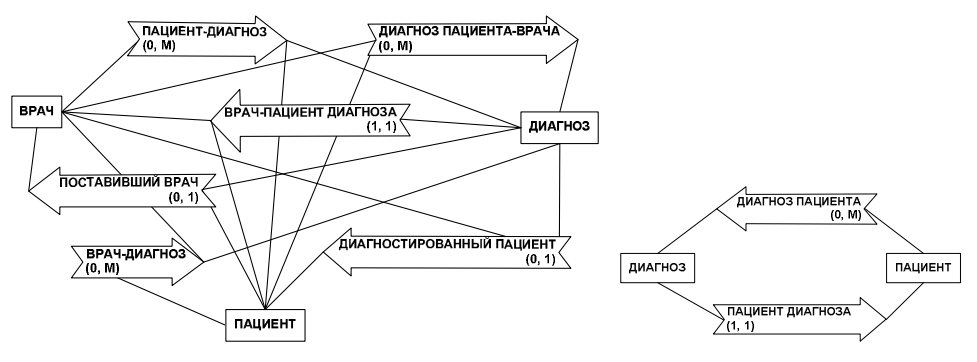 ПАЦИЕНТ-ДИАГНОЗ
(0, M)
ДИАГНОЗ ПАЦИЕНТА-ВРАЧА
(0, M)
ВРАЧ
ВРАЧ-ПАЦИЕНТ ДИАГНОЗА
(1, 1)
ДИАГНОЗ
ПОСТАВИВШИЙ ВРАЧ
(0, 1)
ВРАЧ-ДИАГНОЗ
(0, M)
ДИАГНОСТИРОВАННЫЙ ПАЦИЕНТ
(0, 1)
ПАЦИЕНТ
ДИАГНОЗ ПАЦИЕНТА
(0, M)
ДИАГНОЗ
ПАЦИЕНТ
ПАЦИЕНТ ДИАГНОЗА
(1, 1)